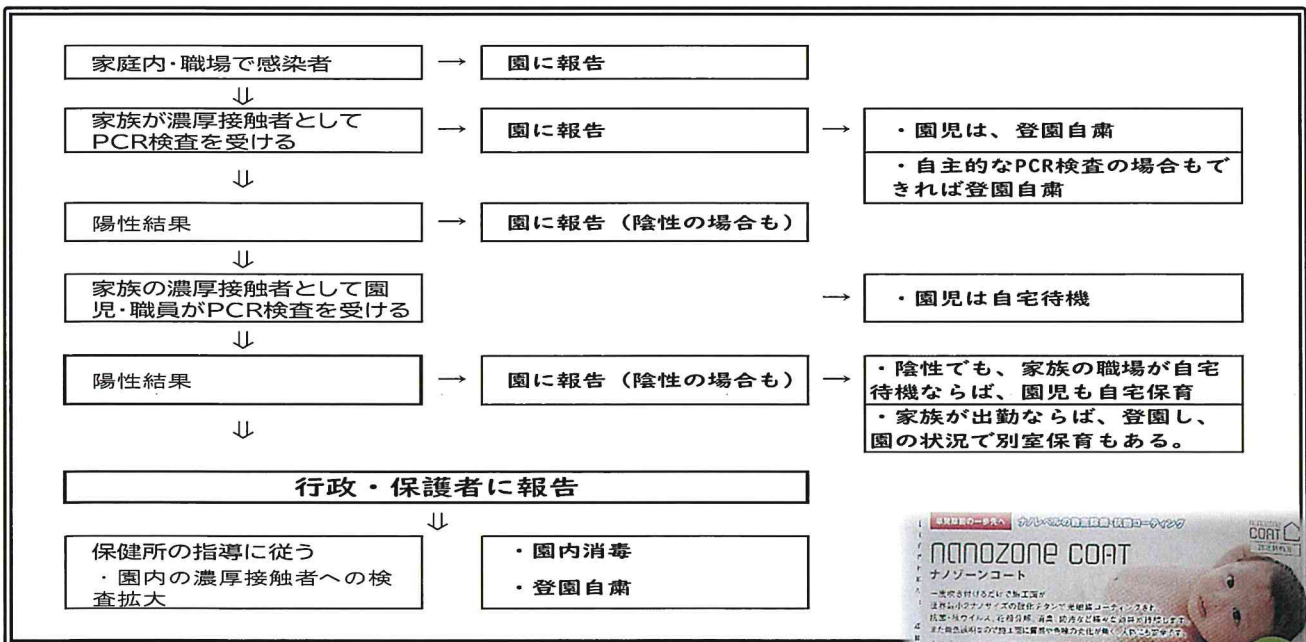 家庭内・職場で感染者 → 園に報告
⇓
家族が濃厚接触者として
PCR検査を受ける → 園に報告 → ・園児は、登園自粛
・自主的なPCR検査の場合もで
きれば登園自粛
⇓
陽性結果 → 園に報告（陰性の場合も）
⇓
家族の濃厚接触者として園
児・職員がPCR検査を受ける → ・園児は自宅待機
⇓
陽性結果 → 園に報告（陰性の場合も） → ・陰性でも、家族の職場が自宅
待機ならば、園児も自宅保育
・家族が出勤ならば、登園し、
園の状況で別室保育もある。
⇓
行政・保護者に報告
⇓
保健所の指導に従う
・園内の濃厚接触者への検
査拡大
・園内消毒
・登園自粛
nanozone COAT
ナノゾーンコート
COAT